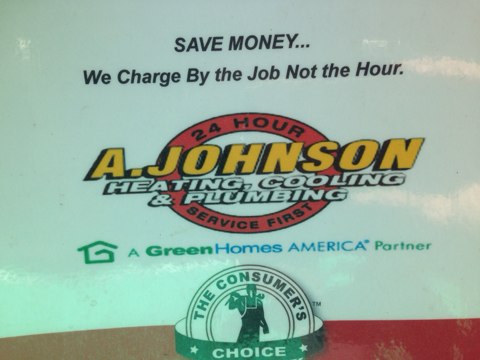 SAVE MONEY...
We Charge By the Job Not the Hour.
24 HOUR
A.JOHNSON
HEATING, COOLING
& PLUMBING
SERVICE FIRST
A GreenHomes AMERICA® Partner
THE CONSUMER'S
CHOICE
™